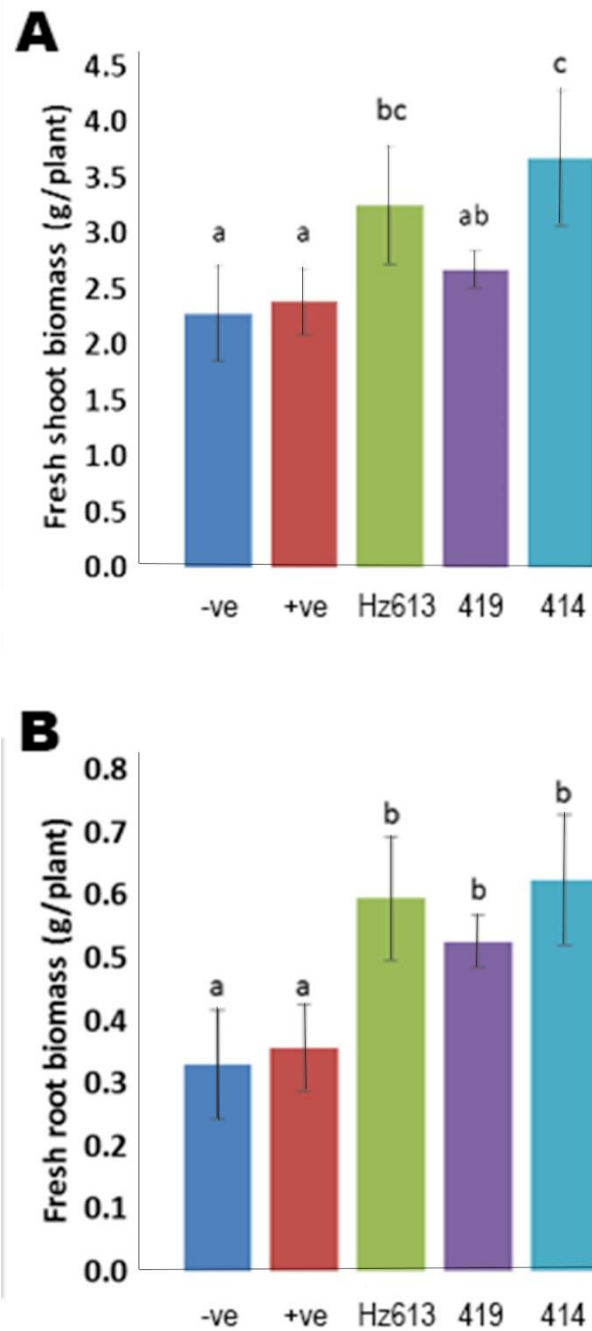 A
Fresh shoot biomass (g/plant)
4.5
4.0
3.5
3.0
2.5
2.0
1.5
1.0
0.5
0.0
a
a
bc
ab
c
-ve +ve Hz613 419 414
B
Fresh root biomass (g/plant)
0.8
0.7
0.6
0.5
0.4
0.3
0.2
0.1
0.0
a
a
b
b
b
-ve +ve Hz613 419 414